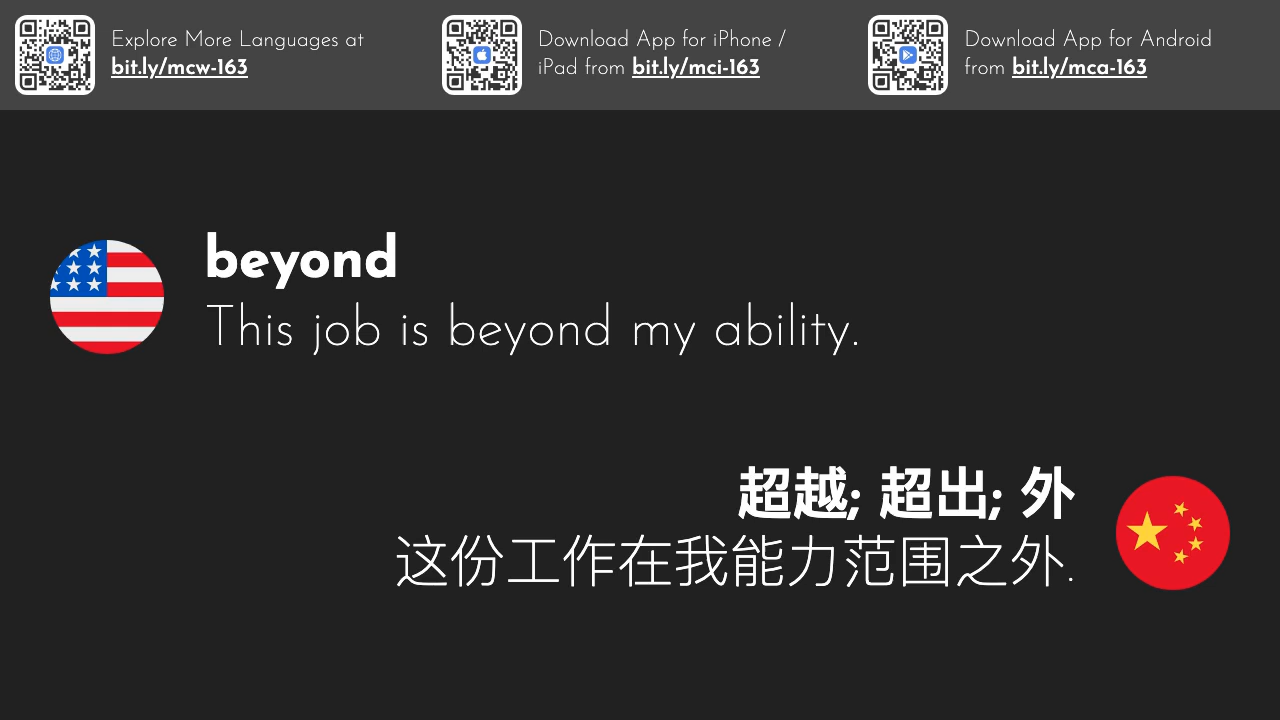 Explore More Languages at
bit.ly/mcw-163
Download App for iPhone /
iPad from bit.ly/mci-163
Download App for Android
from bit.ly/mca-163
beyond
This job is beyond my ability.
超越; 超出; 外
这份工作在我能力范围之外.